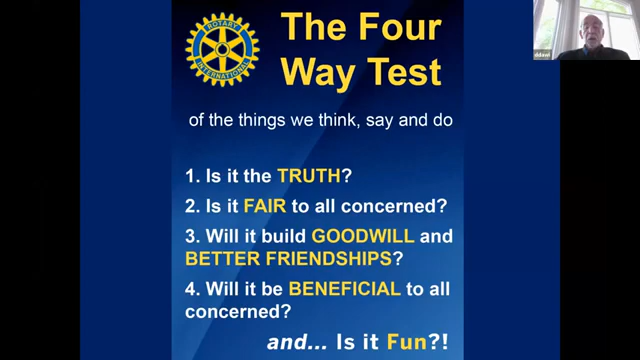 The Four
Way Test
ROTARY
INTERNATIONAL
of the things we think, say and do
1. Is it the TRUTH?
2. Is it FAIR to all concerned?
3. Will it build GOODWILL and
BETTER FRIENDSHIPS?
4. Will it be BENEFICIAL to all
concerned?
and... Is it Fun?!